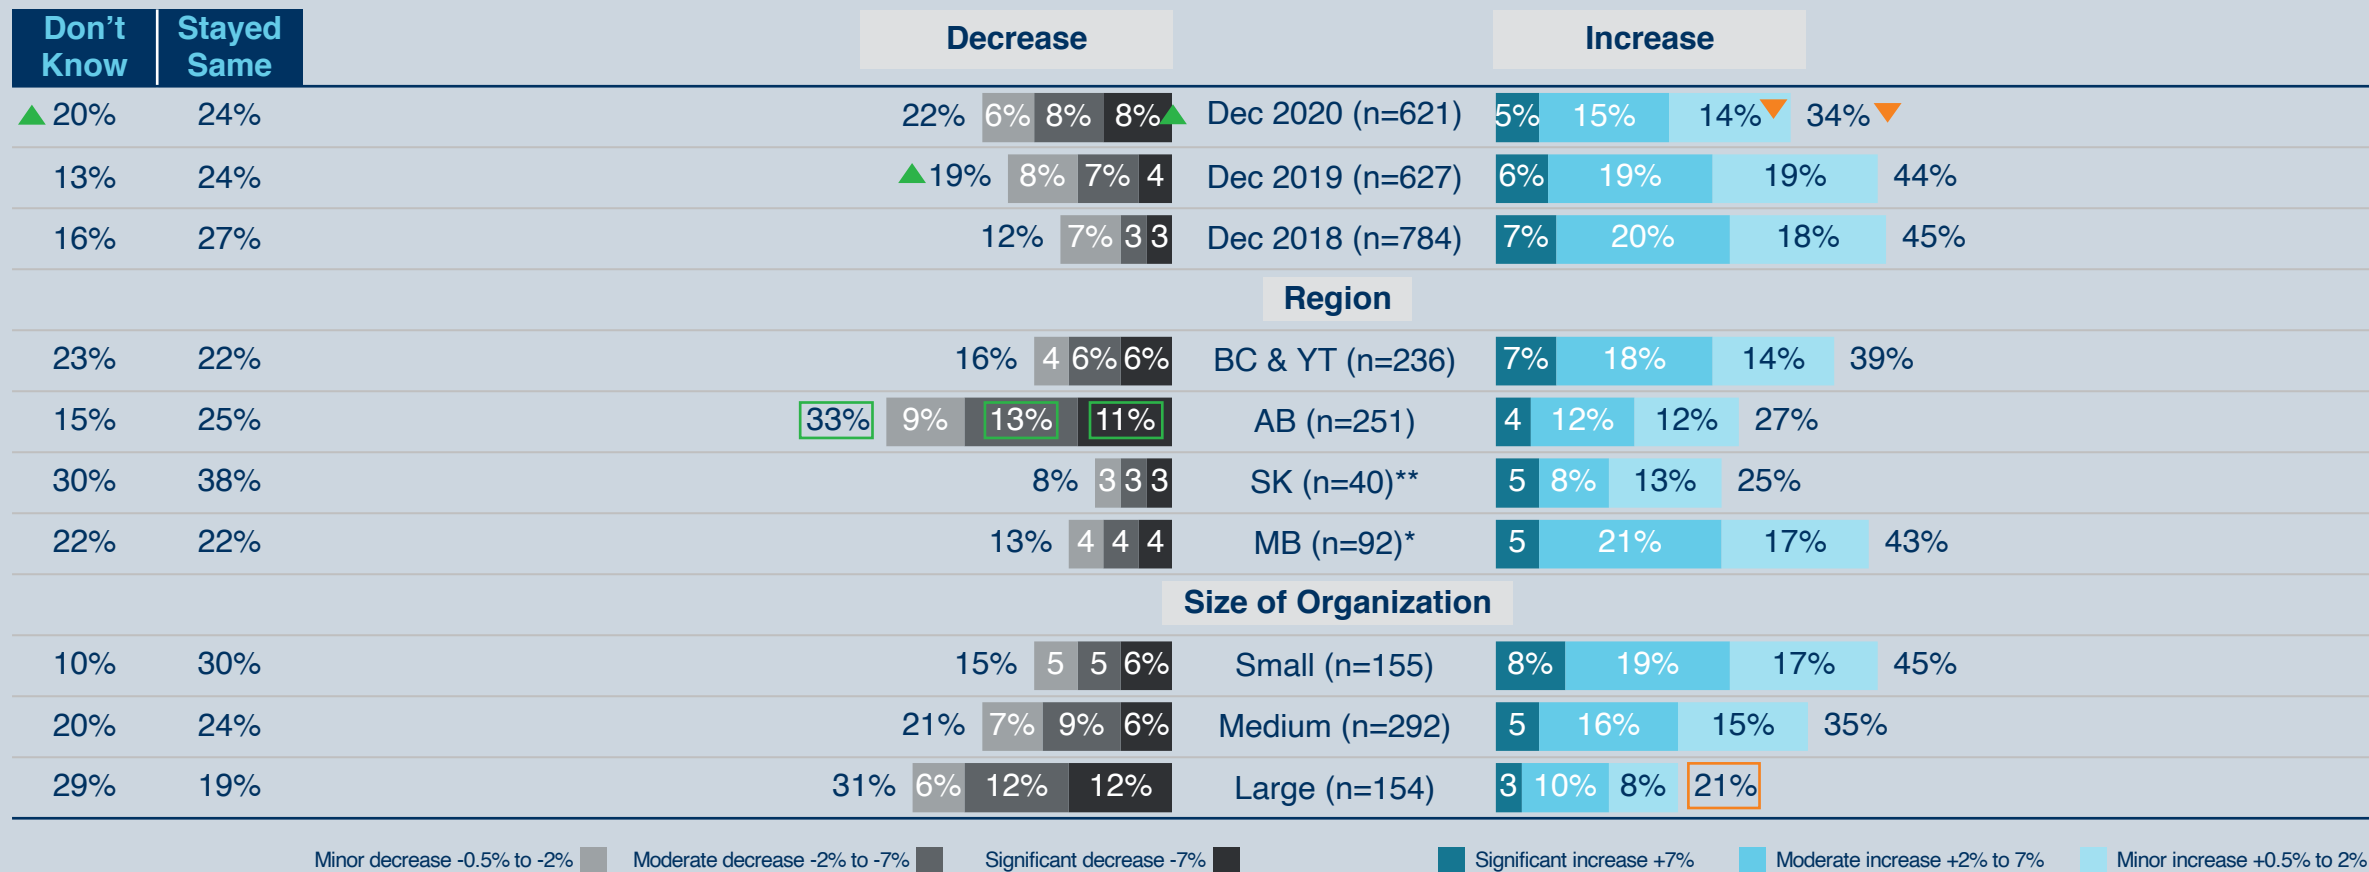 Don't Know Stayed Same Decrease Increase
20% 24% 22% 6% 8% 8% Dec 2020 (n=621) 5% 15% 14% 34%
13% 24% 19% 8% 7% 4 Dec 2019 (n=627) 6% 19% 19% 44%
16% 27% 12% 7% 3 3 Dec 2018 (n=784) 7% 20% 18% 45%
Region
23% 22% 16% 4 6% 6% BC & YT (n=236) 7% 18% 14% 39%
15% 25% 33% 9% 13% 11% AB (n=251) 4 12% 12% 27%
30% 38% 8% 3 3 3 SK (n=40)** 5 8% 13% 25%
22% 22% 13% 4 4 4 MB (n=92)* 5 21% 17% 43%
Size of Organization
10% 30% 15% 5 5 6% Small (n=155) 8% 19% 17% 45%
20% 24% 21% 7% 9% 6% Medium (n=292) 5 16% 15% 35%
29% 19% 31% 6% 12% 12% Large (n=154) 3 10% 8% 21%
Minor decrease -0.5% to -2% Moderate decrease -2% to -7% Significant decrease -7% Significant increase +7% Moderate increase +2% to 7% Minor increase +0.5% to 2%